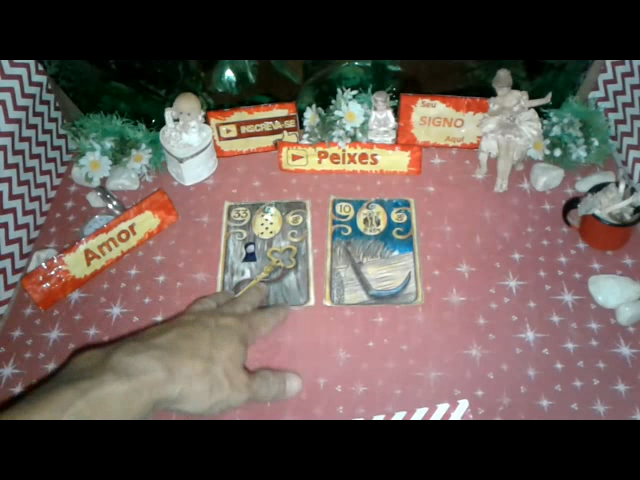 INSCREVA-SE
Seu
SIGNO
Aqui
Peixes
Amor
33
10